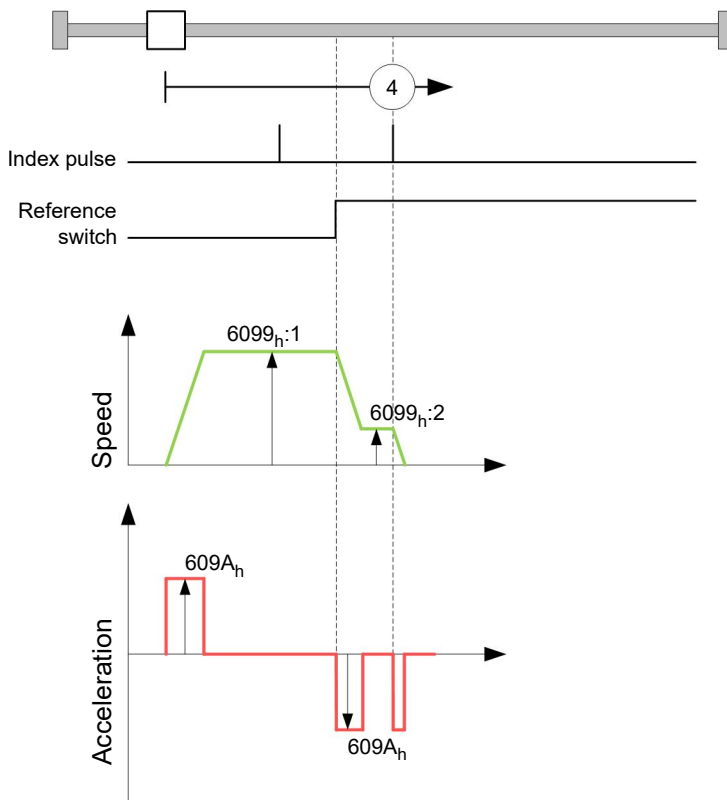 4
Index pulse
Reference
switch
6099h:1
6099h:2
Speed
609Ah
609Ah
Acceleration